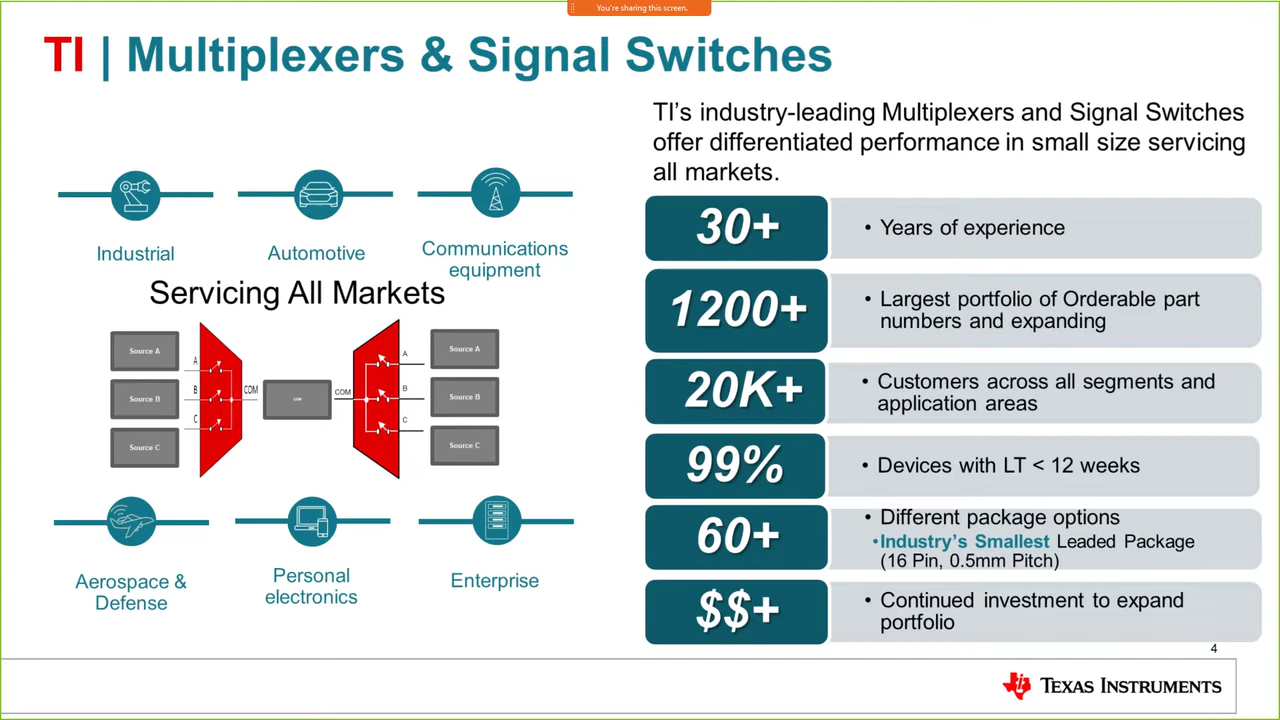 You're sharing this screen.
TI | Multiplexers & Signal Switches
TI's industry-leading Multiplexers and Signal Switches
offer differentiated performance in small size servicing
all markets.
Industrial
Automotive
Communications
equipment
Servicing All Markets
Source A
Source B
Source C
A
B
C
COM
COM
COM
A
B
C
Source A
Source B
Source C
Aerospace &
Defense
Personal
electronics
Enterprise
30+
• Years of experience
1200+
• Largest portfolio of Orderable part
numbers and expanding
20K+
• Customers across all segments and
application areas
99%
• Devices with LT < 12 weeks
60+
• Different package options
•Industry's Smallest Leaded Package
(16 Pin, 0.5mm Pitch)
$$+
• Continued investment to expand
portfolio
4
TEXAS INSTRUMENTS